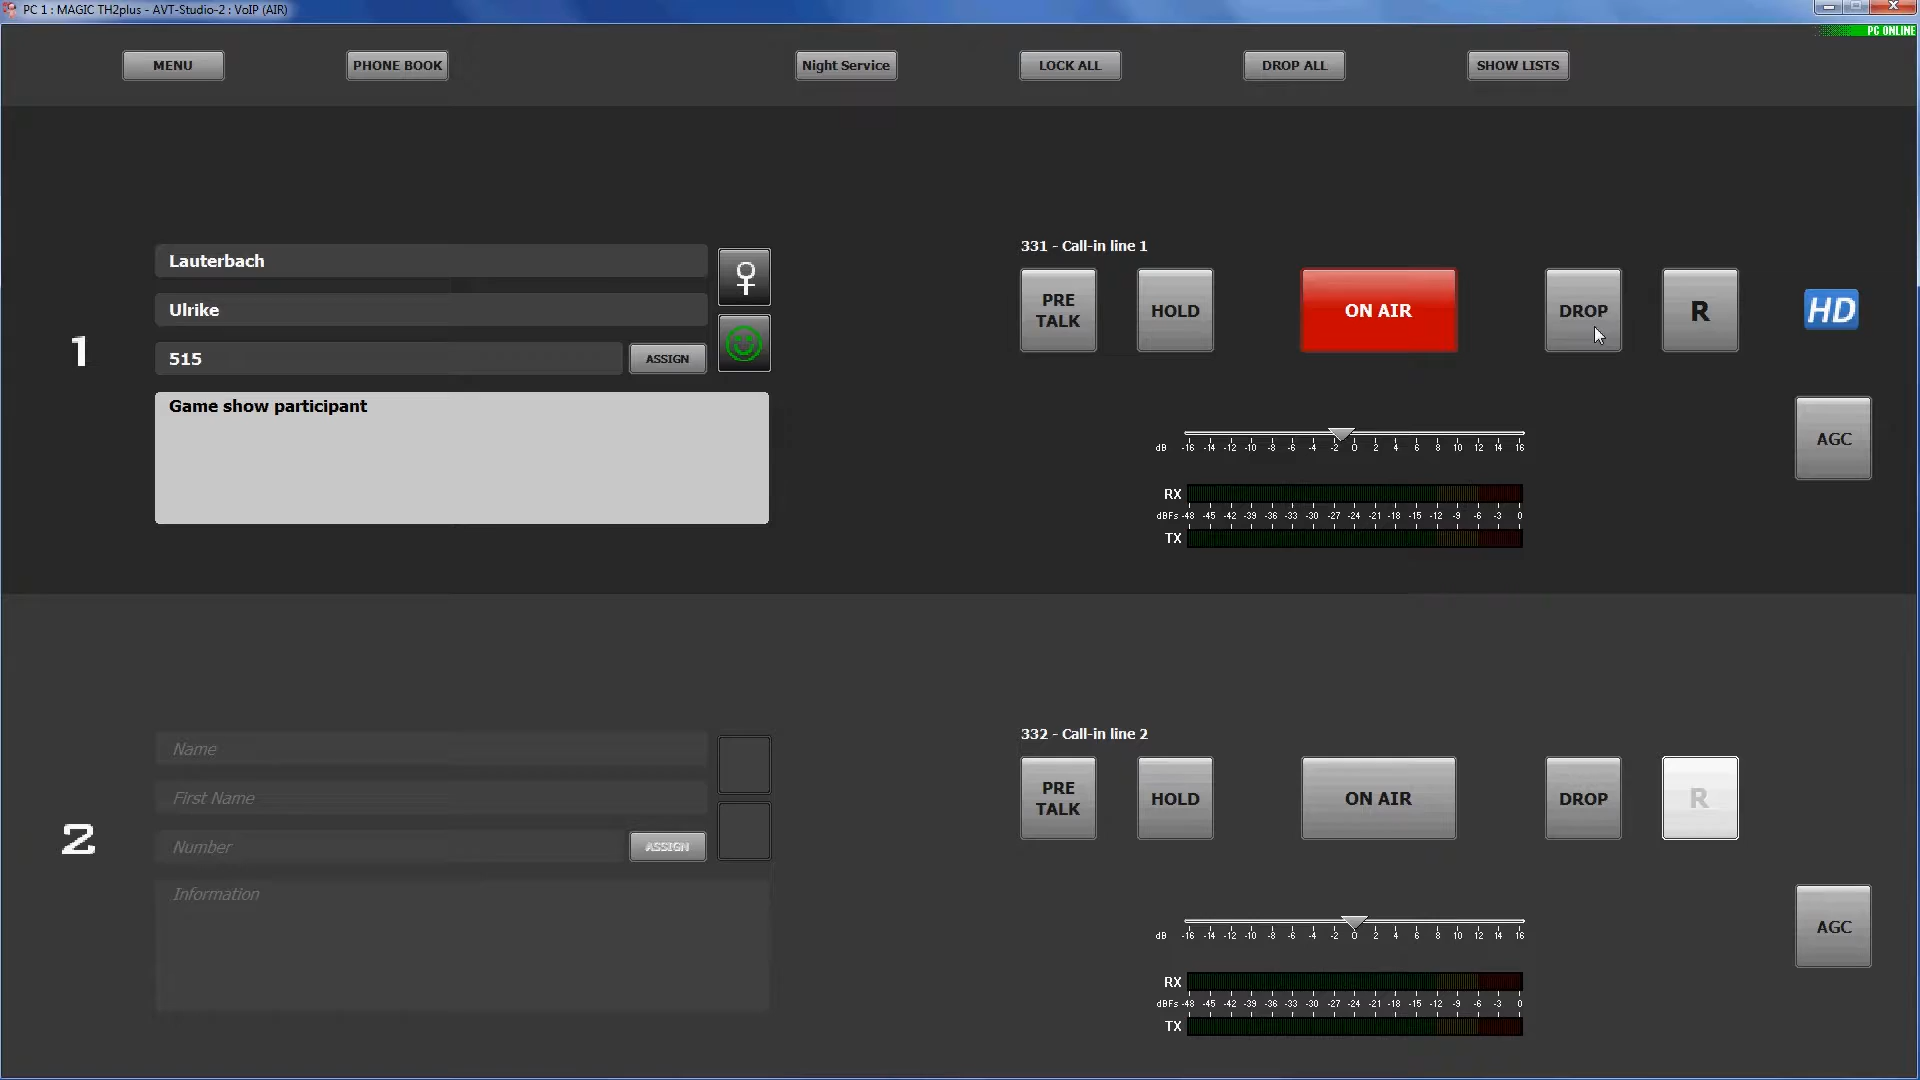 PC 1 : MAGIC TH2plus - AVT-Studio-2 : VoIP (AIR)
PC ONLINE
MENU
PHONE BOOK
Night Service
LOCK ALL
DROP ALL
SHOW LISTS
1
Lauterbach
Ulrike
515
ASSIGN
Game show participant
331 - Call-in line 1
PRE
TALK
HOLD
ON AIR
DROP
R
HD
AGC
dB -16 -14 -12 -10 -8 -6 -4 -2 0 2 4 6 8 10 12 14 16
RX
dBFs -48 -45 -42 -39 -36 -33 -30 -27 -24 -21 -18 -15 -12 -9 -6 -3 0
TX
2
Name
First Name
Number
ASSIGN
Information
332 - Call-in line 2
PRE
TALK
HOLD
ON AIR
DROP
R
AGC
dB -16 -14 -12 -10 -8 -6 -4 -2 0 2 4 6 8 10 12 14 16
RX
dBFs -48 -45 -42 -39 -36 -33 -30 -27 -24 -21 -18 -15 -12 -9 -6 -3 0
TX